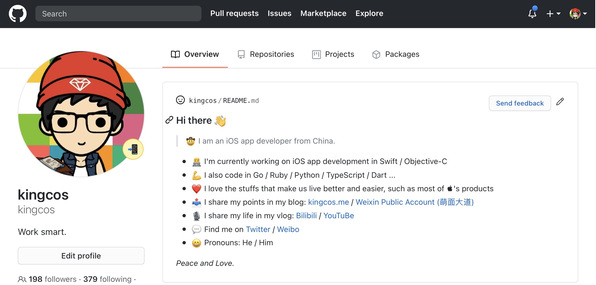 Search
Pull requests Issues Marketplace Explore
Overview Repositories Projects Packages
kingcos / README.md
Send feedback
Hi there 👋
🤠 I am an iOS app developer from China.
I'm currently working on iOS app development in Swift / Objective-C
💪 I also code in Go / Ruby / Python / TypeScript / Dart ...
❤️ I love the stuffs that make us live better and easier, such as most of 's products
I share my points in my blog: kingcos.me / Weixin Public Account (萌面大道)
I share my life in my vlog: Bilibili / YouTuBe
💬 Find me on Twitter / Weibo
😄 Pronouns: He / Him
Peace and Love.
kingcos
kingcos
Work smart.
Edit profile
198 followers · 379 following ·